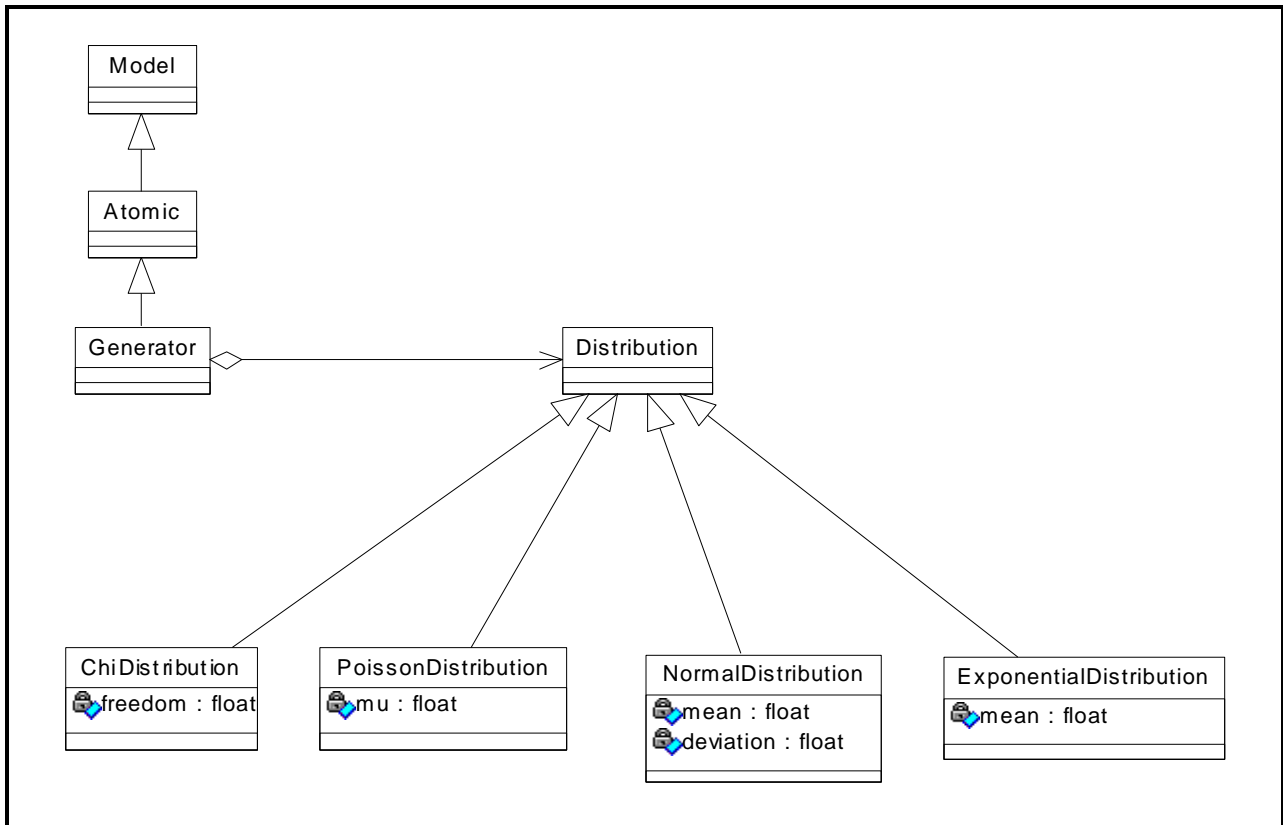 Model
Atomic
Generator
Distribution
ChiDistribution
freedom : float
PoissonDistribution
mu : float
NormalDistribution
mean : float
deviation : float
ExponentialDistribution
mean : float